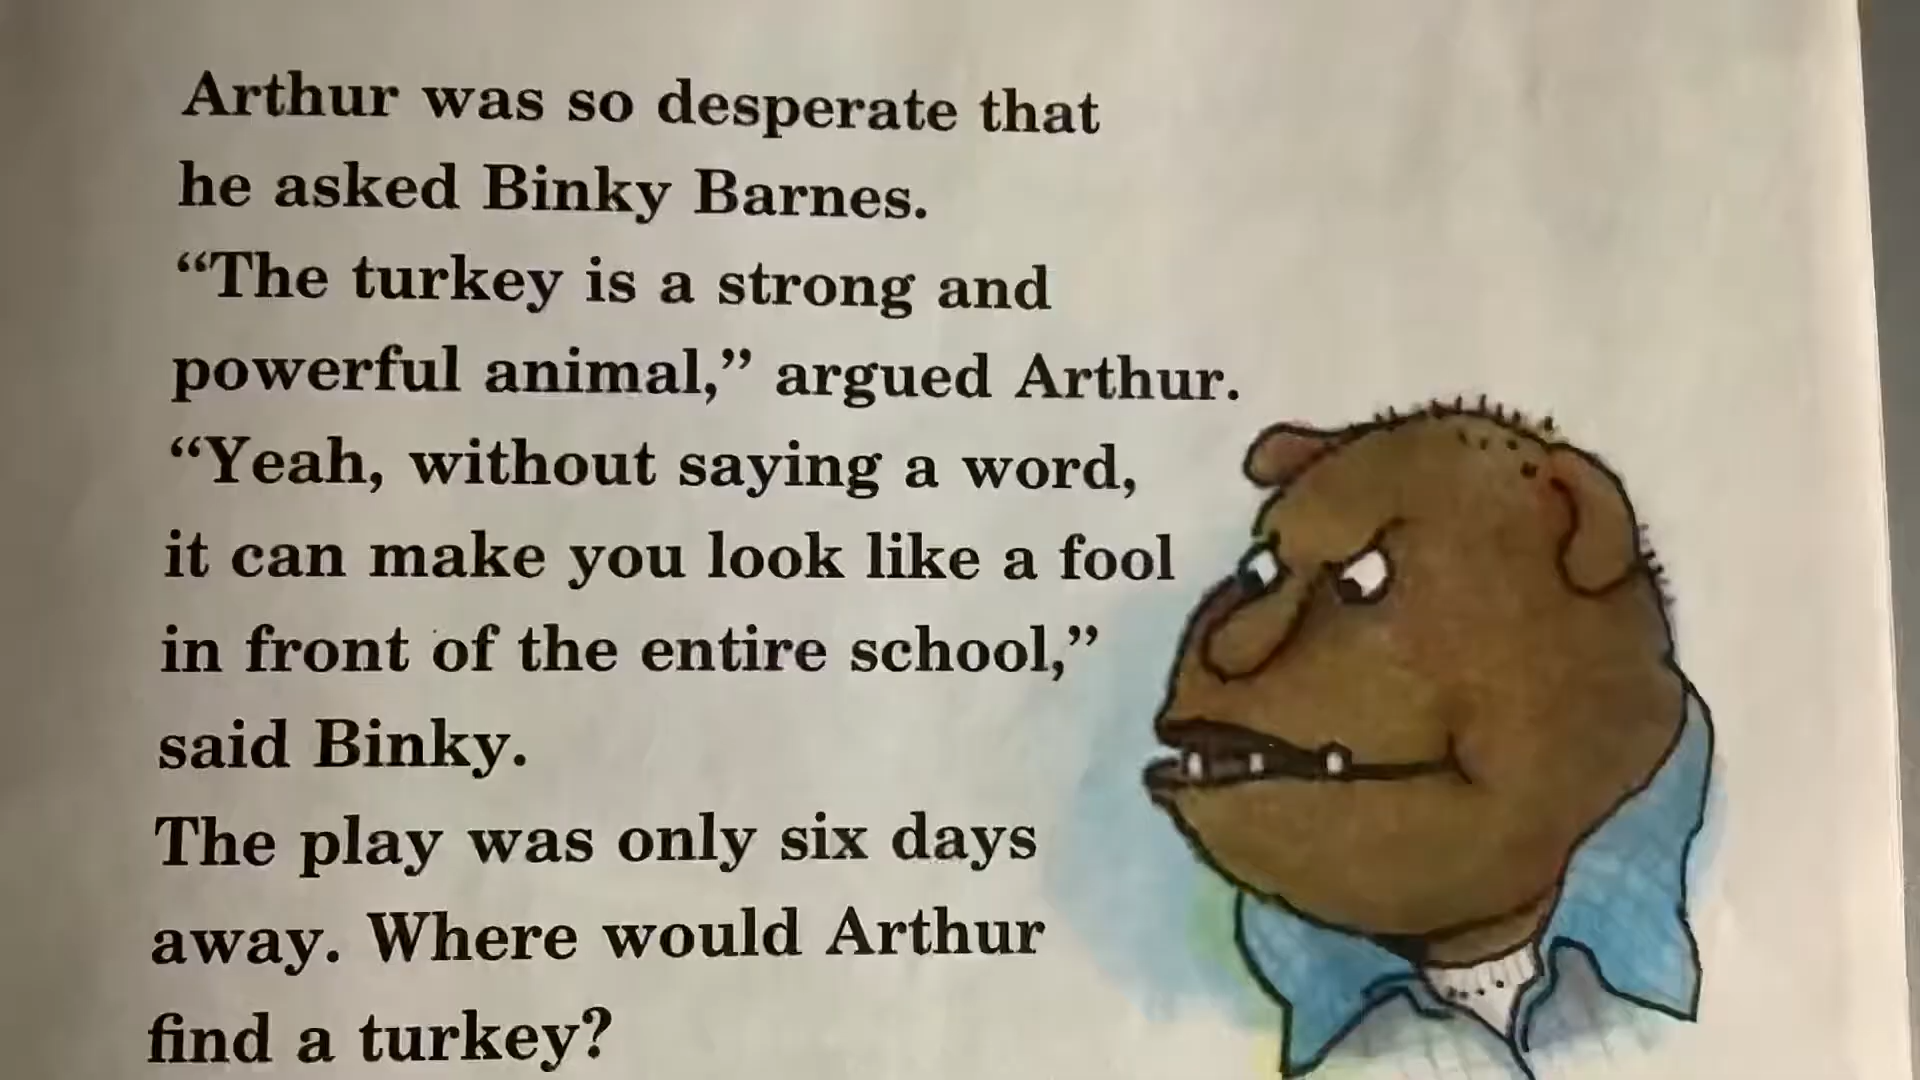 Arthur was so desperate that
he asked Binky Barnes.
“The turkey is a strong and
powerful animal,” argued Arthur.
“Yeah, without saying a word,
it can make you look like a fool
in front of the entire school,”
said Binky.
The play was only six days
away. Where would Arthur
find a turkey?